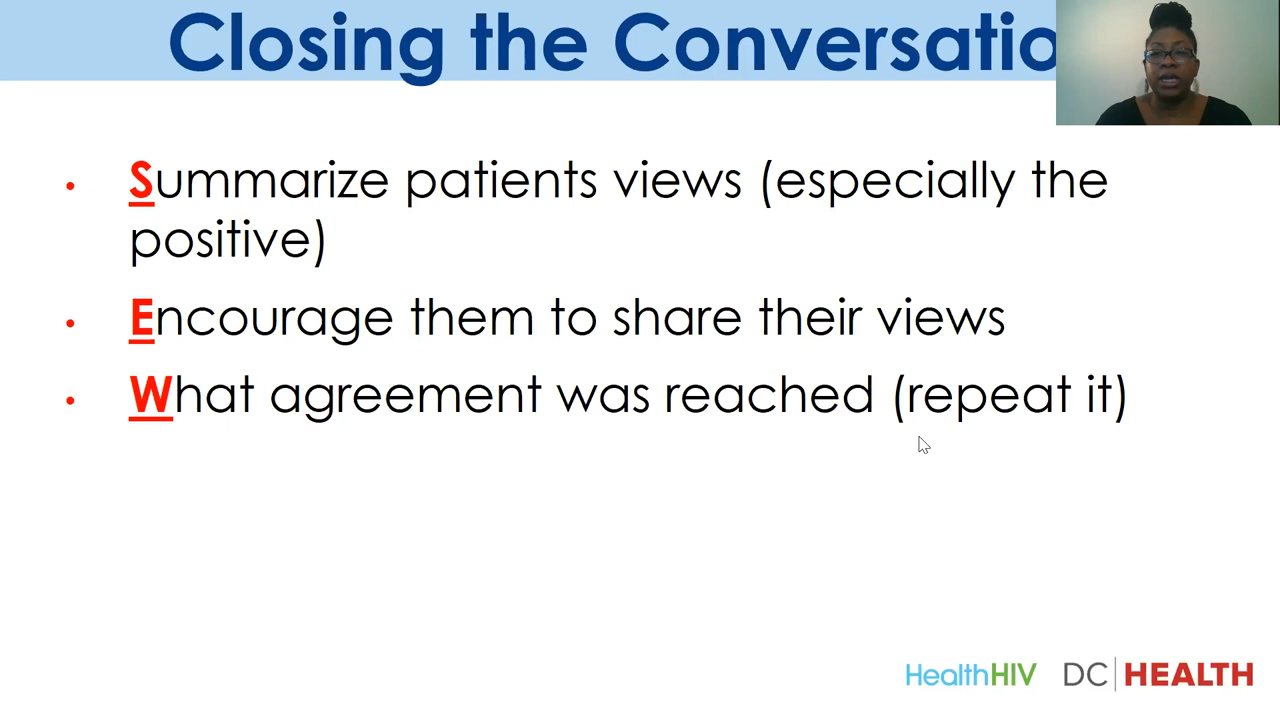 Closing the Conversatio
• Summarize patients views (especially the
positive)
• Encourage them to share their views
• What agreement was reached (repeat it)
HealthHIV DC HEALTH